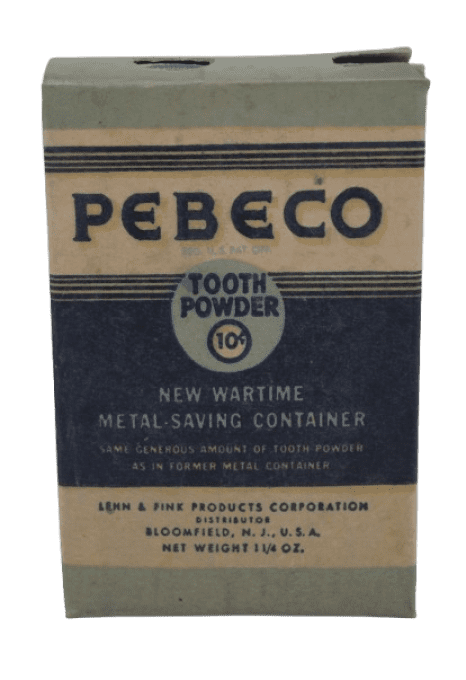 PEBECO
REG. U.S. PAT. OFF.
TOOTH
POWDER
10¢
NEW WARTIME
METAL-SAVING CONTAINER
SAME GENEROUS AMOUNT OF TOOTH POWDER
AS IN FORMER METAL CONTAINER
LEHN & FINK PRODUCTS CORPORATION
DISTRIBUTOR
BLOOMFIELD, N. J., U.S.A.
NET WEIGHT 1 1/4 OZ.